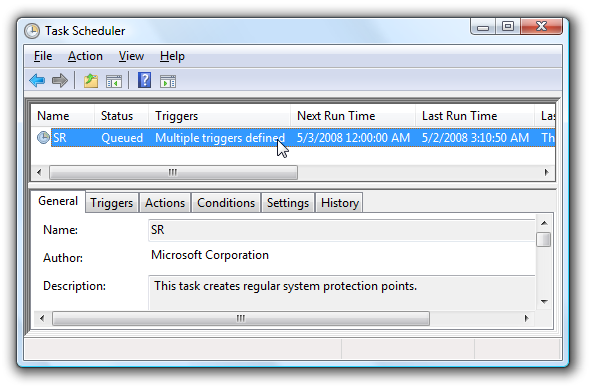 Task Scheduler
File Action View Help
Name Status Triggers Next Run Time Last Run Time Las
SR Queued Multiple triggers defined 5/3/2008 12:00:00 AM 5/2/2008 3:10:50 AM Th
General Triggers Actions Conditions Settings History
Name: SR
Author: Microsoft Corporation
Description: This task creates regular system protection points.